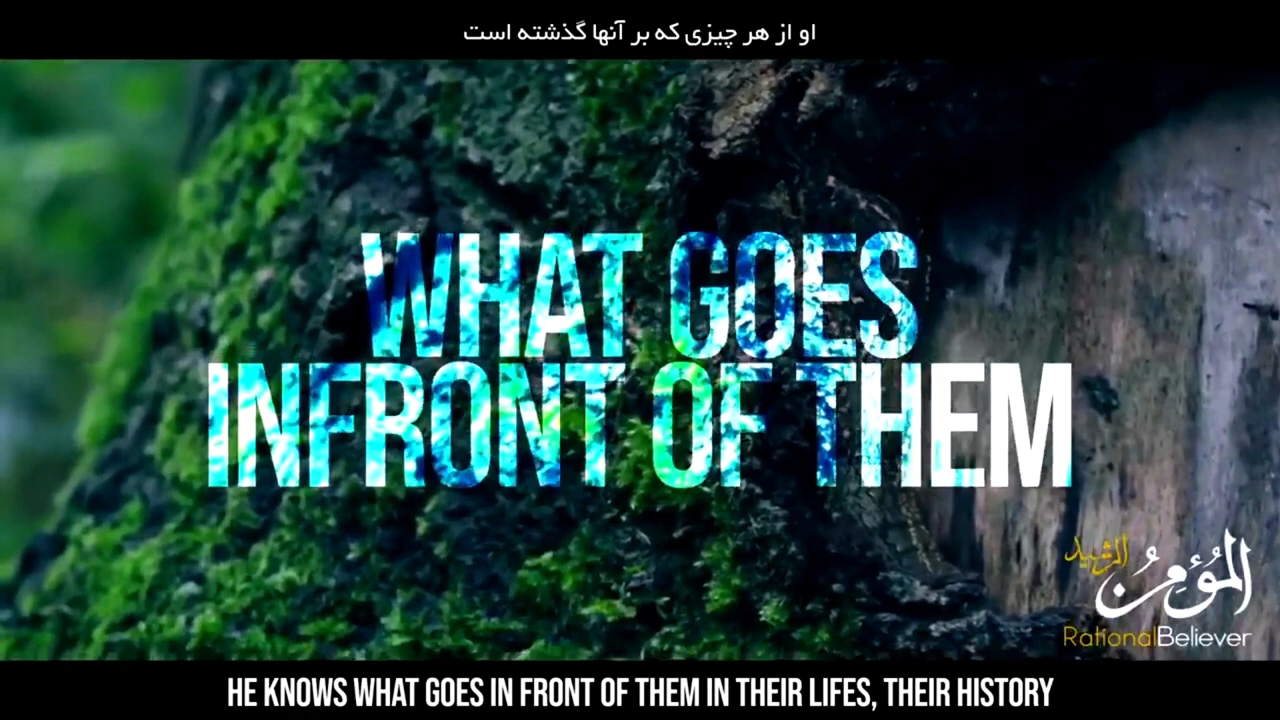 او از هر چیزی که بر آنها گذشته است
WHAT GOES
INFRONT OF THEM
المؤمن الرشيد
RationalBeliever
HE KNOWS WHAT GOES IN FRONT OF THEM IN THEIR LIFES, THEIR HISTORY